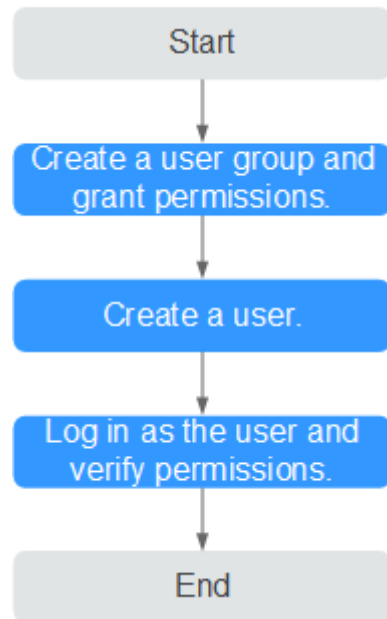 Start
Create a user group and
grant permissions.
Create a user.
Log in as the user and
verify permissions.
End